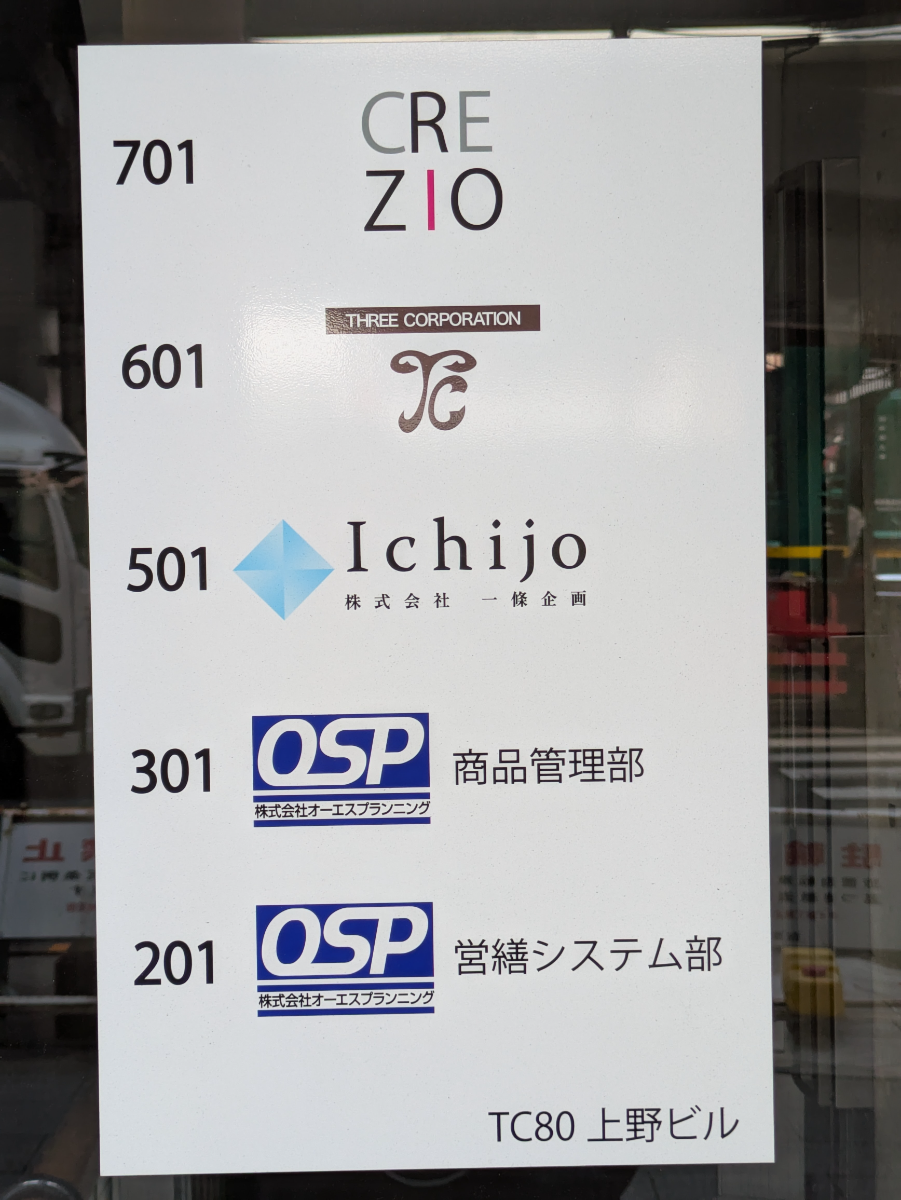 701
CRE
ZIO
THREE CORPORATION
TC
601
501
Ichijo
株式会社 一條企画
301
OSP
株式会社オーエスプランニング
商品管理部
201
OSP
株式会社オーエスプランニング
営繕システム部
TC80 上野ビル